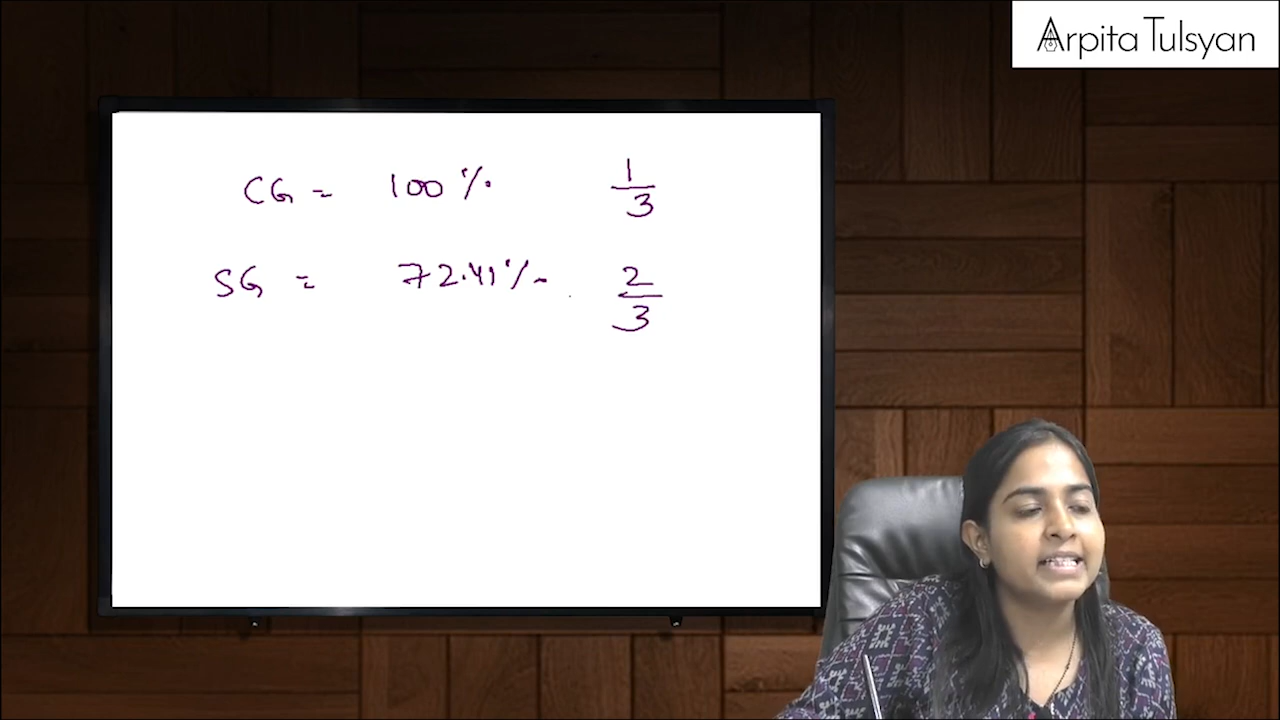 Arpita Tulsyan
CG = 100 % 1/3
SG = 72.41% 2/3